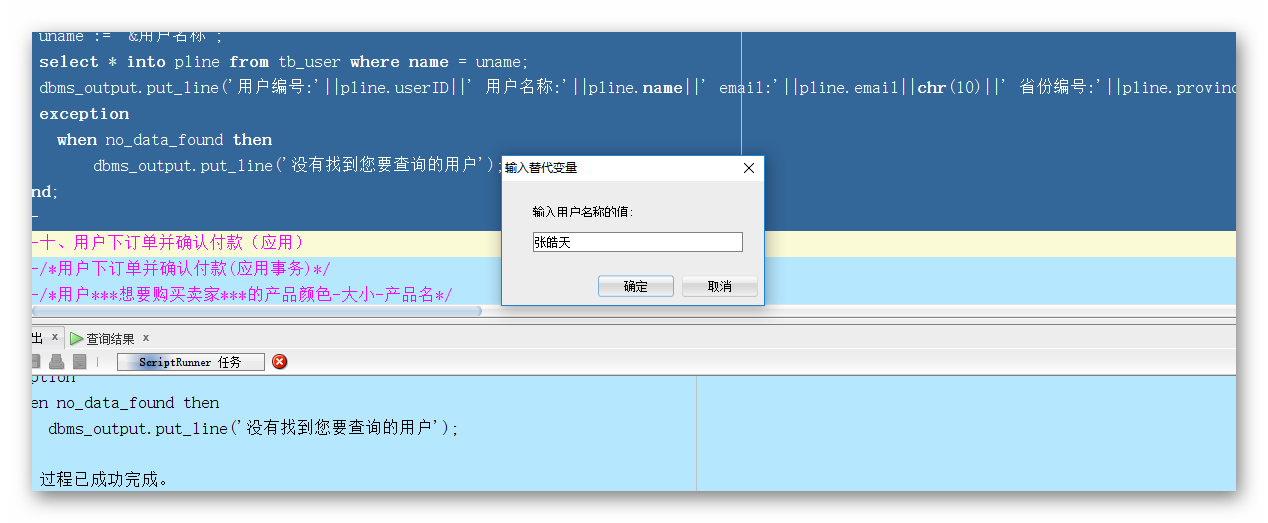 uname := '&用户名称';
select * into pline from tb_user where name = uname;
dbms_output.put_line('用户编号:'||pline.userID||' 用户名称:'||pline.name||' email:'||pline.email||chr(10)||' 省份编号:'||pline.provinc
exception
when no_data_found then
dbms_output.put_line('没有找到您要查询的用户');
nd;
-
-十、用户下订单并确认付款（应用）
-/*用户下订单并确认付款(应用事务)*/
-/*用户***想要购买卖家***的产品颜色-大小-产品名*/
输入替代变量
输入用户名称的值:
张皓天
确定 取消
出 x 查询结果 x
ScriptRunner 任务
ption
en no_data_found then
dbms_output.put_line('没有找到您要查询的用户');
过程已成功完成。